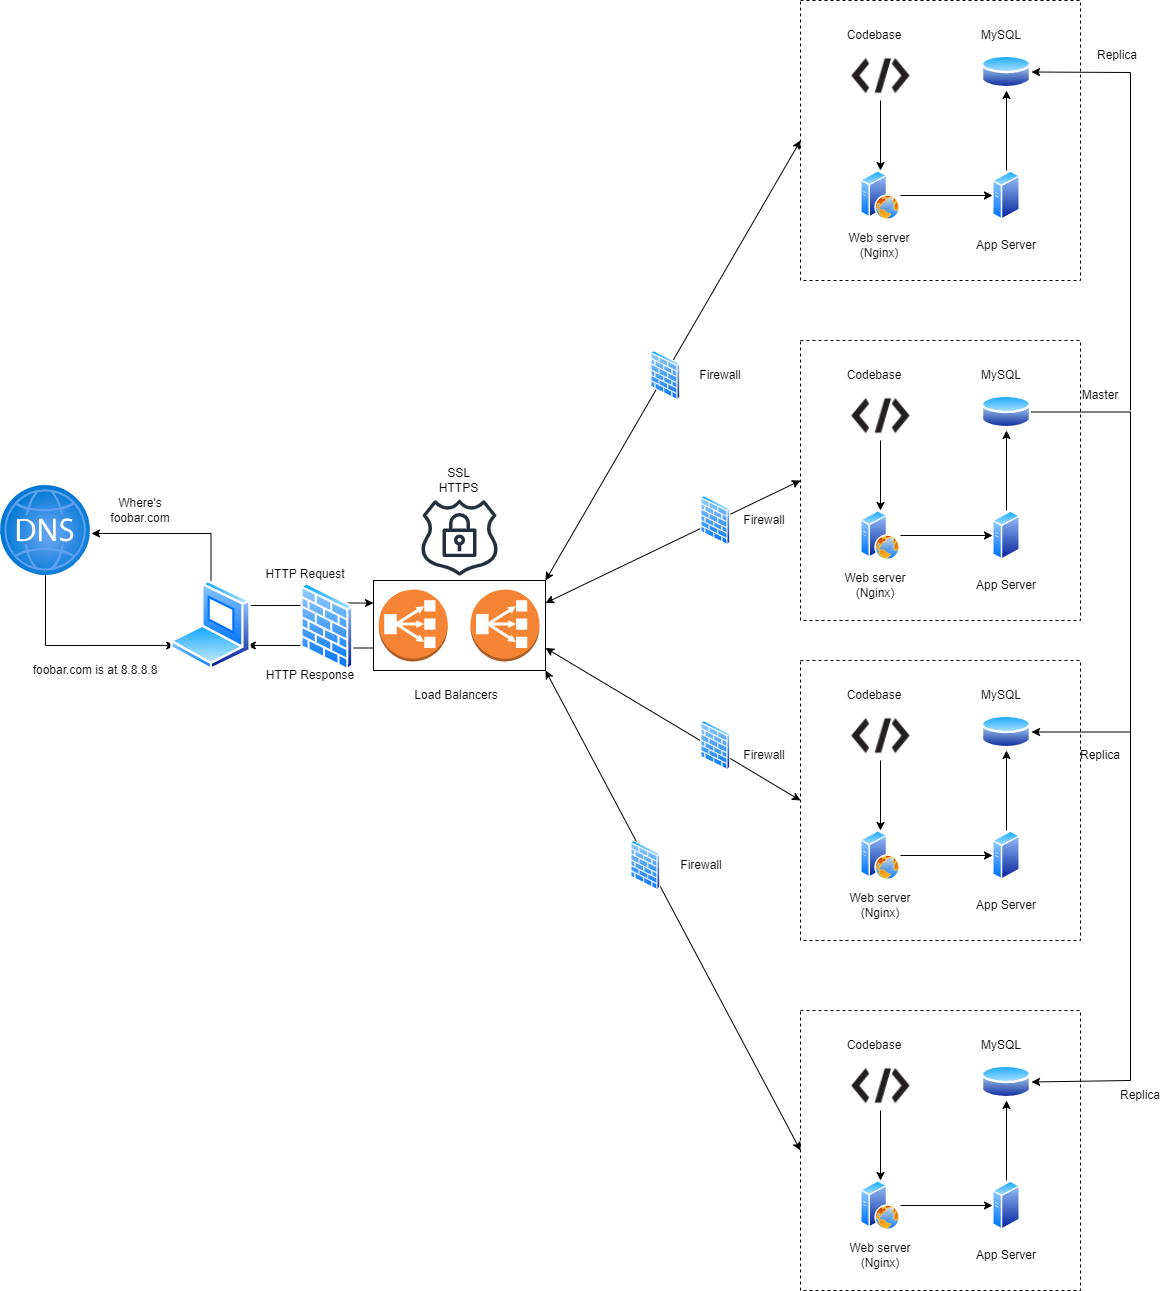 Codebase
MySQL
Replica
Web server
(Nginx)
App Server
Firewall
Codebase
MySQL
Master
Web server
(Nginx)
App Server
Firewall
SSL
HTTPS
Where's
foobar.com
DNS
HTTP Request
foobar.com is at 8.8.8.8
HTTP Response
Load Balancers
Codebase
MySQL
Replica
Firewall
Web server
(Nginx)
App Server
Firewall
Codebase
MySQL
Replica
Web server
(Nginx)
App Server